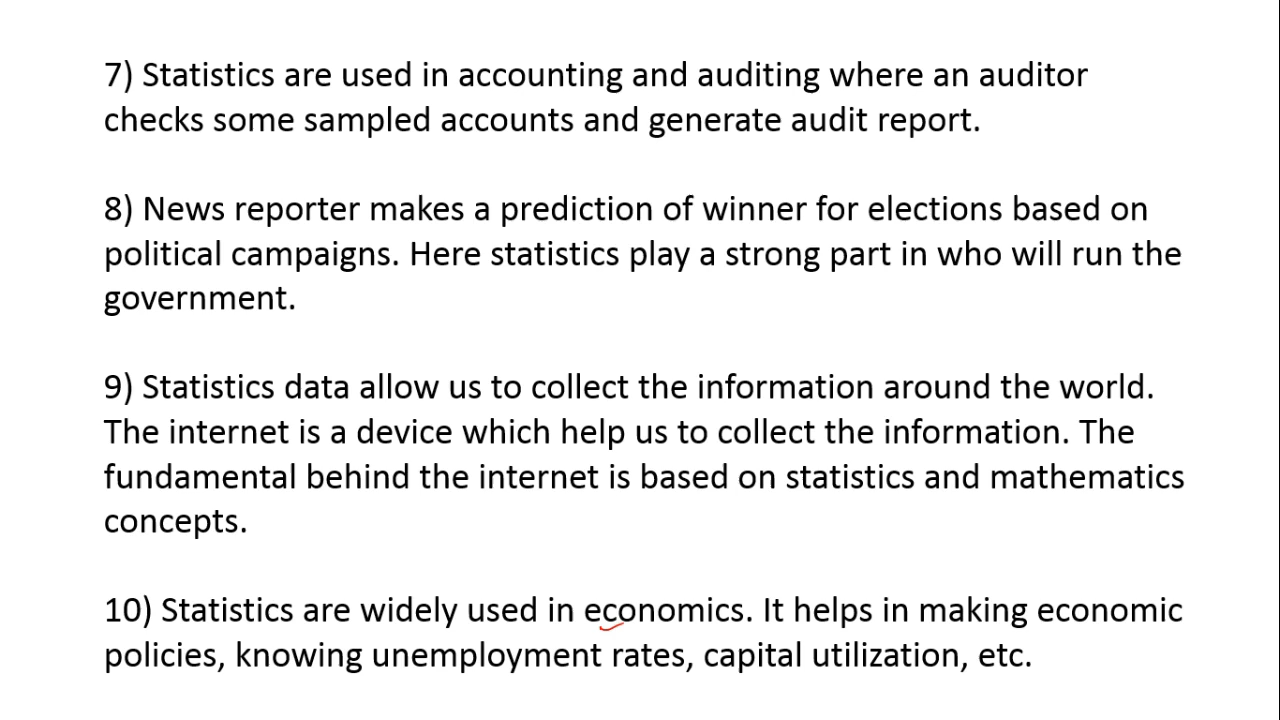 7) Statistics are used in accounting and auditing where an auditor
checks some sampled accounts and generate audit report.
8) News reporter makes a prediction of winner for elections based on
political campaigns. Here statistics play a strong part in who will run the
government.
9) Statistics data allow us to collect the information around the world.
The internet is a device which help us to collect the information. The
fundamental behind the internet is based on statistics and mathematics
concepts.
10) Statistics are widely used in economics. It helps in making economic
policies, knowing unemployment rates, capital utilization, etc.